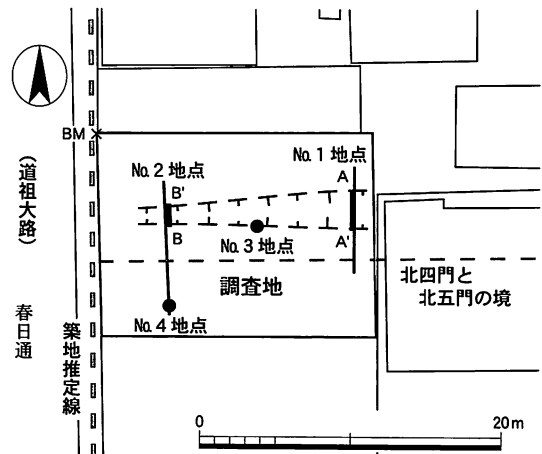 BM
（道祖大路）
春日通
築地推定線
No.2 地点
No.1 地点
B'
A
B
A'
No.3 地点
調査地
No.4 地点
北四門と
北五門の境
0
20m